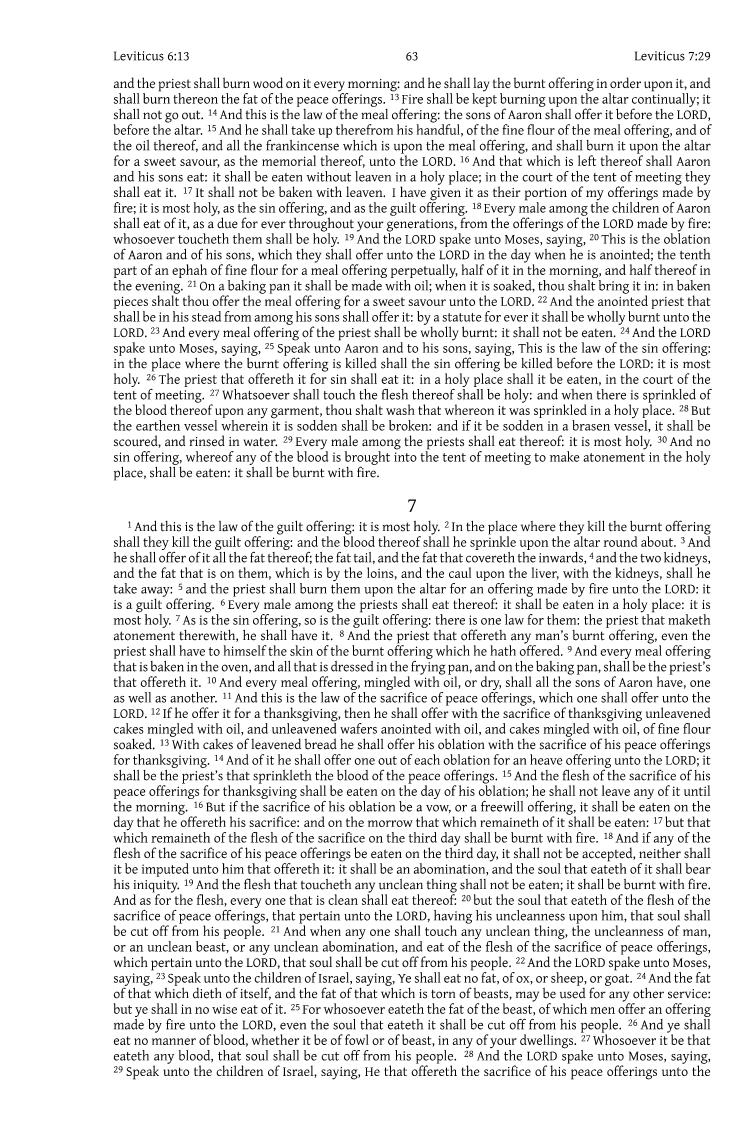 Leviticus 6:13 63 Leviticus 7:29
and the priest shall burn wood on it every morning: and he shall lay the burnt offering in order upon it, and
shall burn thereon the fat of the peace offerings. 13 Fire shall be kept burning upon the altar continually; it
shall not go out. 14 And this is the law of the meal offering: the sons of Aaron shall offer it before the LORD,
before the altar. 15 And he shall take up therefrom his handful, of the fine flour of the meal offering, and of
the oil thereof, and all the frankincense which is upon the meal offering, and shall burn it upon the altar
for a sweet savour, as the memorial thereof, unto the LORD. 16 And that which is left thereof shall Aaron
and his sons eat: it shall be eaten without leaven in a holy place; in the court of the tent of meeting they
shall eat it. 17 It shall not be baked with leaven. I have given it as their portion of my offerings made by
fire; it is most holy, as the sin offering, and as the guilt offering. 18 Every male among the children of Aaron
shall eat of it, as a due for ever throughout your generations, from the offerings of the LORD made by fire:
whosoever toucheth them shall be holy. 19 And the LORD spake unto Moses, saying, 20 This is the oblation
of Aaron and of his sons, which they shall offer unto the LORD in the day when he is anointed; the tenth
part of an ephah of fine flour for a meal offering perpetually, half of it in the morning, and half thereof in
the evening. 21 On a baking pan it shall be made with oil; when it is soaked, thou shalt bring it in: in baken
pieces shalt thou offer the meal offering for a sweet savour unto the LORD. 22 And the anointed priest that
shall be in his stead from among his sons shall offer it: by a statute for ever it shall be wholly burnt unto the
LORD. 23 And every meal offering of the priest shall be wholly burnt: it shall not be eaten. 24 And the LORD
spake unto Moses, saying, 25 Speak unto Aaron and to his sons, saying, This is the law of the sin offering:
in the place where the burnt offering is killed shall the sin offering be killed before the LORD: it is most
holy. 26 The priest that offereth it for sin shall eat it: in a holy place shall it be eaten, in the court of the
tent of meeting. 27 Whatsoever shall touch the flesh thereof shall be holy: and when there is sprinkled of
the blood thereof upon any garment, thou shalt wash that whereon it was sprinkled in a holy place. 28 But
the earthen vessel wherein it is sodden shall be broken: and if it be sodden in a brasen vessel, it shall be
scoured, and rinsed in water. 29 Every male among the priests shall eat thereof: it is most holy. 30 And no
sin offering, whereof any of the blood is brought into the tent of meeting to make atonement in the holy
place, shall be eaten: it shall be burnt with fire.
7
1 And this is the law of the guilt offering: it is most holy. 2 In the place where they kill the burnt offering
shall they kill the guilt offering: and the blood thereof shall he sprinkle upon the altar round about. 3 And
he shall offer of it all the fat thereof; the fat tail, and the fat that covereth the inwards, 4 and the two kidneys,
and the fat that is on them, which is by the loins, and the caul upon the liver, with the kidneys, shall he
take away: 5 and the priest shall burn them upon the altar for an offering made by fire unto the LORD: it
is a guilt offering. 6 Every male among the priests shall eat thereof: it shall be eaten in a holy place: it is
most holy. 7 As is the sin offering, so is the guilt offering: there is one law for them: the priest that maketh
atonement therewith, he shall have it. 8 And the priest that offereth any man's burnt offering, even the
priest shall have to himself the skin of the burnt offering which he hath offered. 9 And every meal offering
that is baken in the oven, and all that is dressed in the frying pan, and on the baking pan, shall be the priest's
that offereth it. 10 And every meal offering, mingled with oil, or dry, shall all the sons of Aaron have, one
as well as another. 11 And this is the law of the sacrifice of peace offerings, which one shall offer unto the
LORD. 12 If he offer it for a thanksgiving, then he shall offer with the sacrifice of thanksgiving unleavened
cakes mingled with oil, and unleavened wafers anointed with oil, and cakes mingled with oil, of fine flour
soaked. 13 With cakes of leavened bread he shall offer his oblation with the sacrifice of his peace offerings
for thanksgiving. 14 And of it he shall offer one out of each oblation for an heave offering unto the LORD; it
shall be the priest's that sprinkleth the blood of the peace offerings. 15 And the flesh of the sacrifice of his
peace offerings for thanksgiving shall be eaten on the day of his oblation; he shall not leave any of it until
the morning. 16 But if the sacrifice of his oblation be a vow, or a freewill offering, it shall be eaten on the
day that he offereth his sacrifice: and on the morrow that which remaineth of it shall be eaten: 17 but that
which remaineth of the flesh of the sacrifice on the third day shall be burnt with fire. 18 And if any of the
flesh of the sacrifice of his peace offerings be eaten on the third day, it shall not be accepted, neither shall
it be imputed unto him that offereth it: it shall be an abomination, and the soul that eateth of it shall bear
his iniquity. 19 And the flesh that toucheth any unclean thing shall not be eaten; it shall be burnt with fire.
And as for the flesh, every one that is clean shall eat thereof: 20 but the soul that eateth of the flesh of the
sacrifice of peace offerings, that pertain unto the LORD, having his uncleanness upon him, that soul shall
be cut off from his people. 21 And when any one shall touch any unclean thing, the uncleanness of man,
or an unclean beast, or any unclean abomination, and eat of the flesh of the sacrifice of peace offerings,
which pertain unto the LORD, that soul shall be cut off from his people. 22 And the LORD spake unto Moses,
saying, 23 Speak unto the children of Israel, saying, Ye shall eat no fat, of ox, or sheep, or goat. 24 And the fat
of that which dieth of itself, and the fat of that which is torn of beasts, may be used for any other service:
but ye shall in no wise eat of it. 25 For whosoever eateth the fat of the beast, of which men offer an offering
made by fire unto the LORD, even the soul that eateth it shall be cut off from his people. 26 And ye shall
eat no manner of blood, whether it be of fowl or of beast, in any of your dwellings. 27 Whosoever it be that
eateth any blood, that soul shall be cut off from his people. 28 And the LORD spake unto Moses, saying,
29 Speak unto the children of Israel, saying, He that offereth the sacrifice of his peace offerings unto the